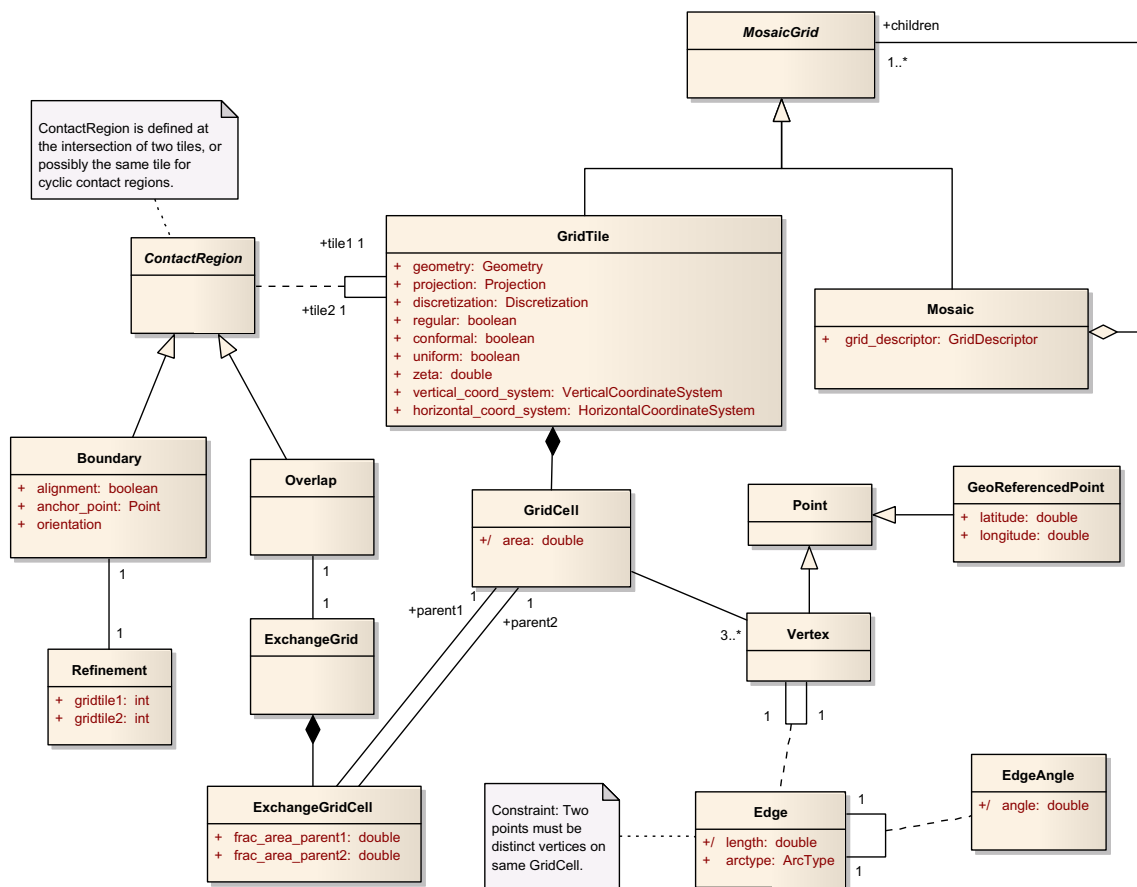 MosaicGrid
+children
1..*
ContactRegion is defined at
the intersection of two tiles, or
possibly the same tile for
cyclic contact regions.
ContactRegion
+tile1 1
+tile2 1
GridTile
+ geometry: Geometry
+ projection: Projection
+ discretization: Discretization
+ regular: boolean
+ conformal: boolean
+ uniform: boolean
+ zeta: double
+ vertical_coord_system: VerticalCoordinateSystem
+ horizontal_coord_system: HorizontalCoordinateSystem
Mosaic
+ grid_descriptor: GridDescriptor
Boundary
+ alignment: boolean
+ anchor_point: Point
+ orientation
Overlap
GridCell
+/ area: double
Point
GeoReferencedPoint
+ latitude: double
+ longitude: double
1
1
1
1
+parent1
1
1
+parent2
3..*
Vertex
1
1
Refinement
+ gridtile1: int
+ gridtile2: int
ExchangeGrid
ExchangeGridCell
+ frac_area_parent1: double
+ frac_area_parent2: double
Constraint: Two
points must be
distinct vertices on
same GridCell.
Edge
+/ length: double
+ arctype: ArcType
1
1
EdgeAngle
+/ angle: double